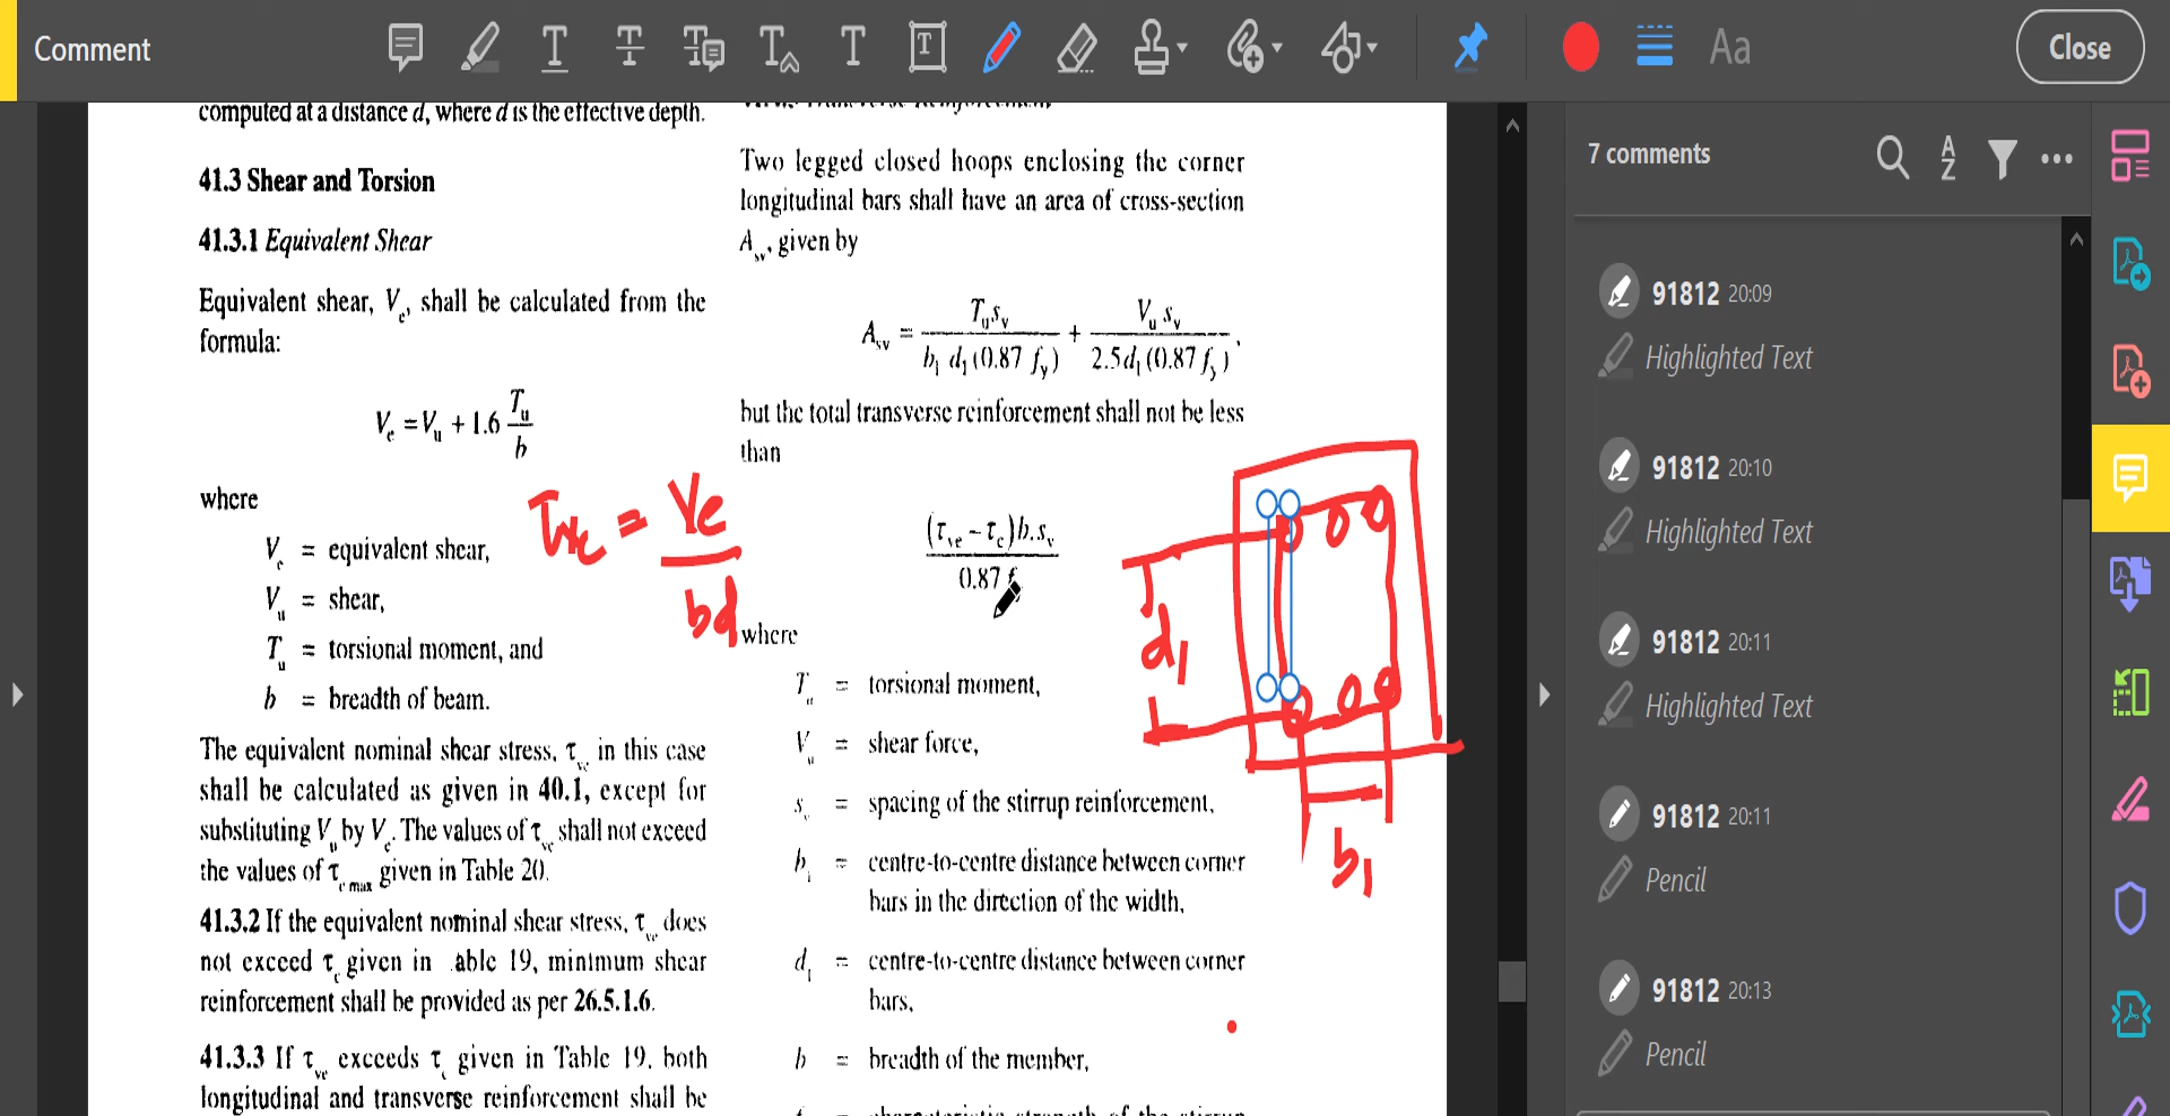 Comment
T T T T T T Aa Close
computed at a distance d, where d is the effective depth.
41.3 Shear and Torsion
41.3.1 Equivalent Shear
Equivalent shear, Ve, shall be calculated from the
formula:
Ve = Vu + 1.6 Tu/b
where
Ve = equivalent shear,
Vu = shear,
Tu = torsional moment, and
b = breadth of beam.
τve = Ve/bd
The equivalent nominal shear stress, τve in this case
shall be calculated as given in 40.1, except for
substituting Vu by Ve. The values of τve shall not exceed
the values of τc max given in Table 20.
41.3.2 If the equivalent nominal shear stress, τve does
not exceed τc given in able 19, minimum shear
reinforcement shall be provided as per 26.5.1.6.
41.3.3 If τve exceeds τc given in Table 19, both
longitudinal and transverse reinforcement shall be
Two legged closed hoops enclosing the corner
longitudinal bars shall have an area of cross-section
Asv, given by
Asv = Tu sv / b1 d1 (0.87 fy) + Vu sv / 2.5 d1 (0.87 fy),
but the total transverse reinforcement shall not be less
than
(τve – τc) b.sv / 0.87 f
where
Tu = torsional moment,
Vu = shear force,
sv = spacing of the stirrup reinforcement,
b1 = centre-to-centre distance between corner
bars in the direction of the width,
d1 = centre-to-centre distance between corner
bars,
b = breadth of the member,
d1
b1
7 comments
A
Z
91812 20:09
Highlighted Text
91812 20:10
Highlighted Text
91812 20:11
Highlighted Text
91812 20:11
Pencil
91812 20:13
Pencil